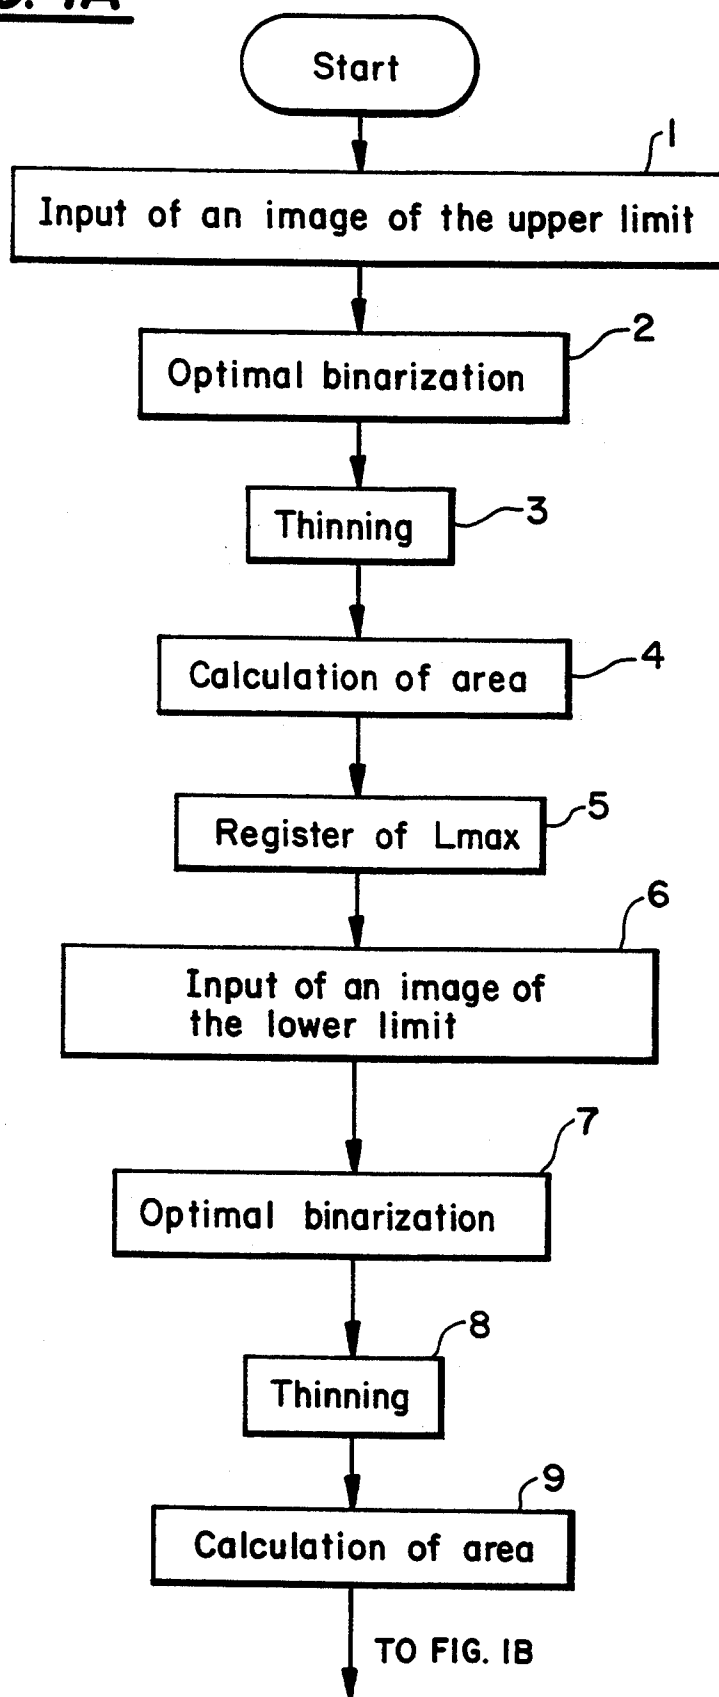 Start
1
Input of an image of the upper limit
2
Optimal binarization
3
Thinning
4
Calculation of area
5
Register of Lmax
6
Input of an image of
the lower limit
7
Optimal binarization
8
Thinning
9
Calculation of area
TO FIG. 1B